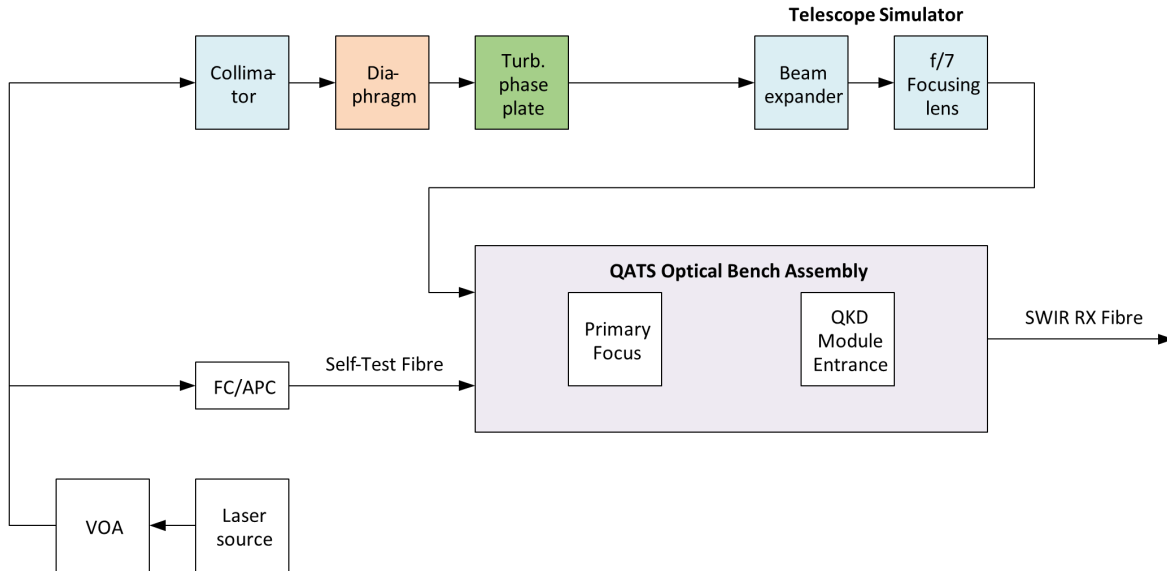 Telescope Simulator
Collima-
tor
Dia-
phragm
Turb.
phase
plate
Beam
expander
f/7
Focusing
lens
QATS Optical Bench Assembly
Primary
Focus
QKD
Module
Entrance
SWIR RX Fibre
Self-Test Fibre
FC/APC
VOA
Laser
source